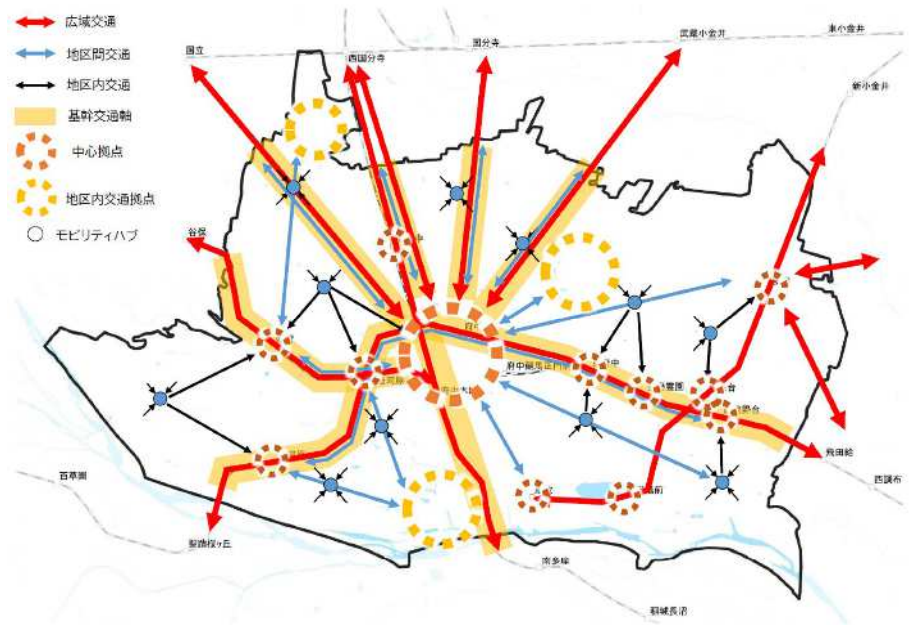 広域交通
地区間交通
地区内交通
基幹交通軸
中心拠点
地区内交通拠点
モビリティハブ
国立
西国分寺
国分寺
武蔵小金井
東小金井
新小金井
谷保
府中競馬正門前
飛田給
西調布
百草園
聖蹟桜ヶ丘
南多摩
稲城長沼